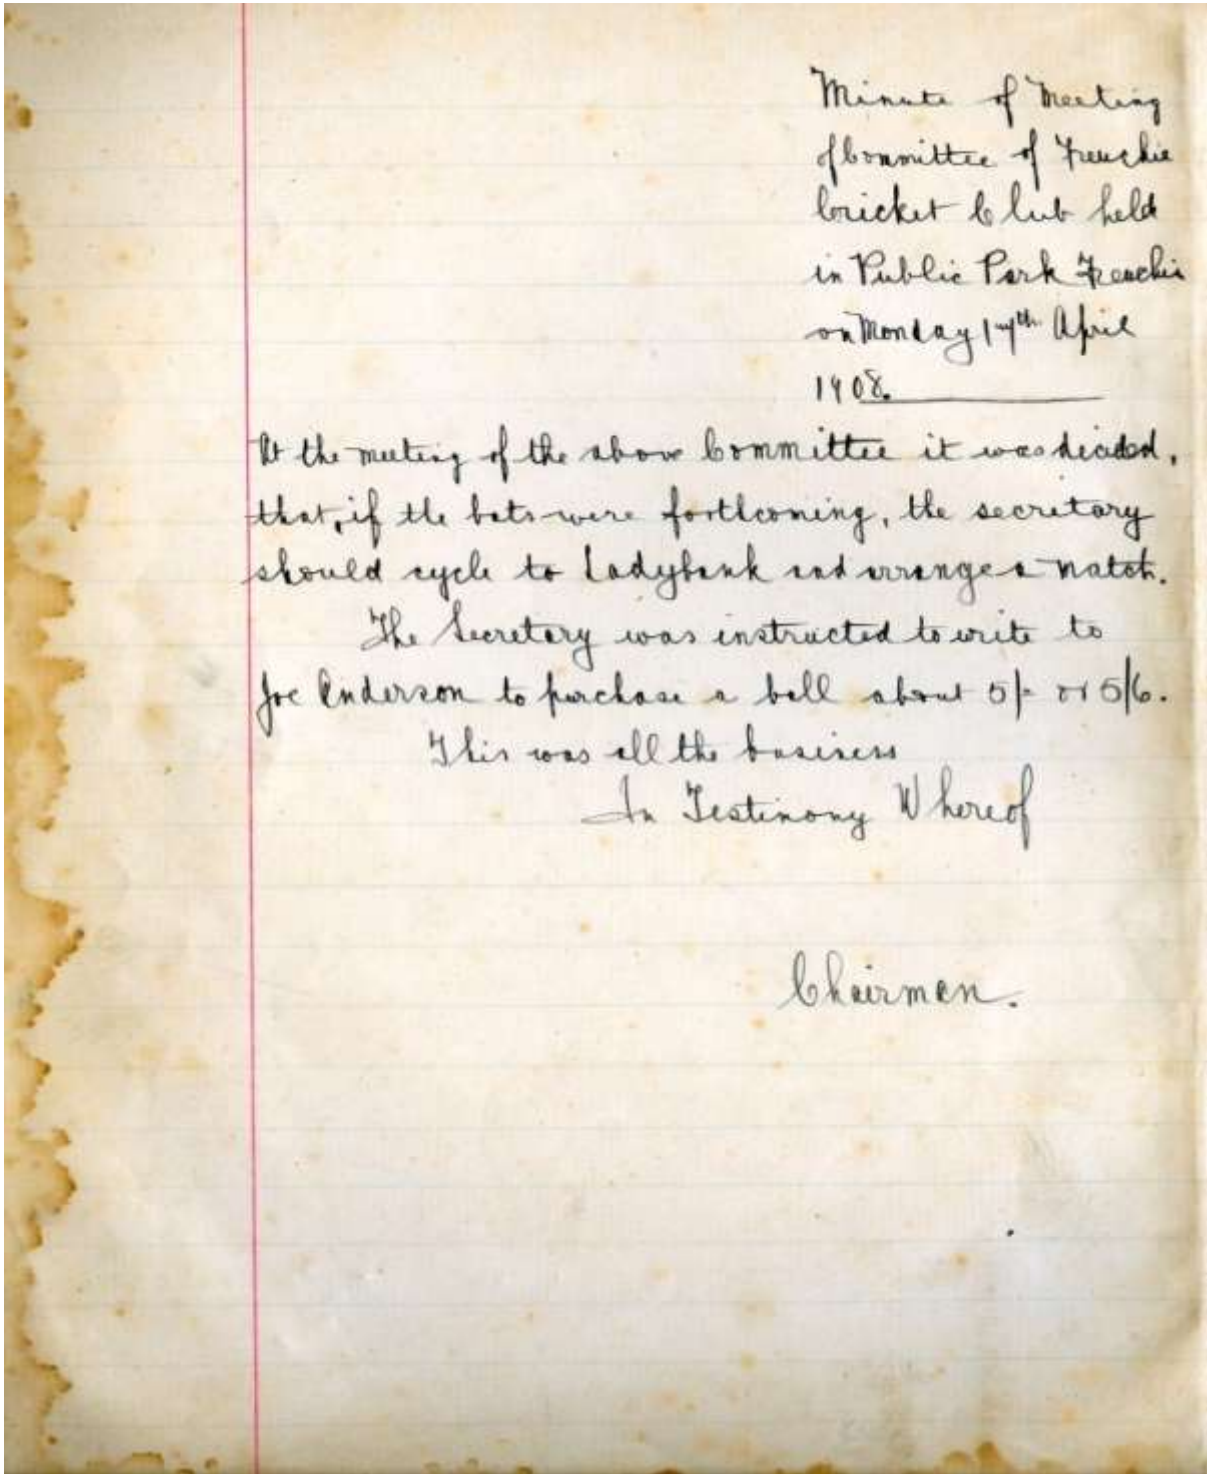 Minute of Meeting
of Committee of Freuchie
Cricket Club held
in Public Park Freuchie
on Monday 17th April
1908.
At the meeting of the above Committee it was decided,
that, if the bats were forthcoming, the secretary
should cycle to Ladybank and arrange a match.
The Secretary was instructed to write to
Joe Anderson to purchase a ball about 5/- or 5/6.
This was all the business
In Testimony Whereof
Chairman.